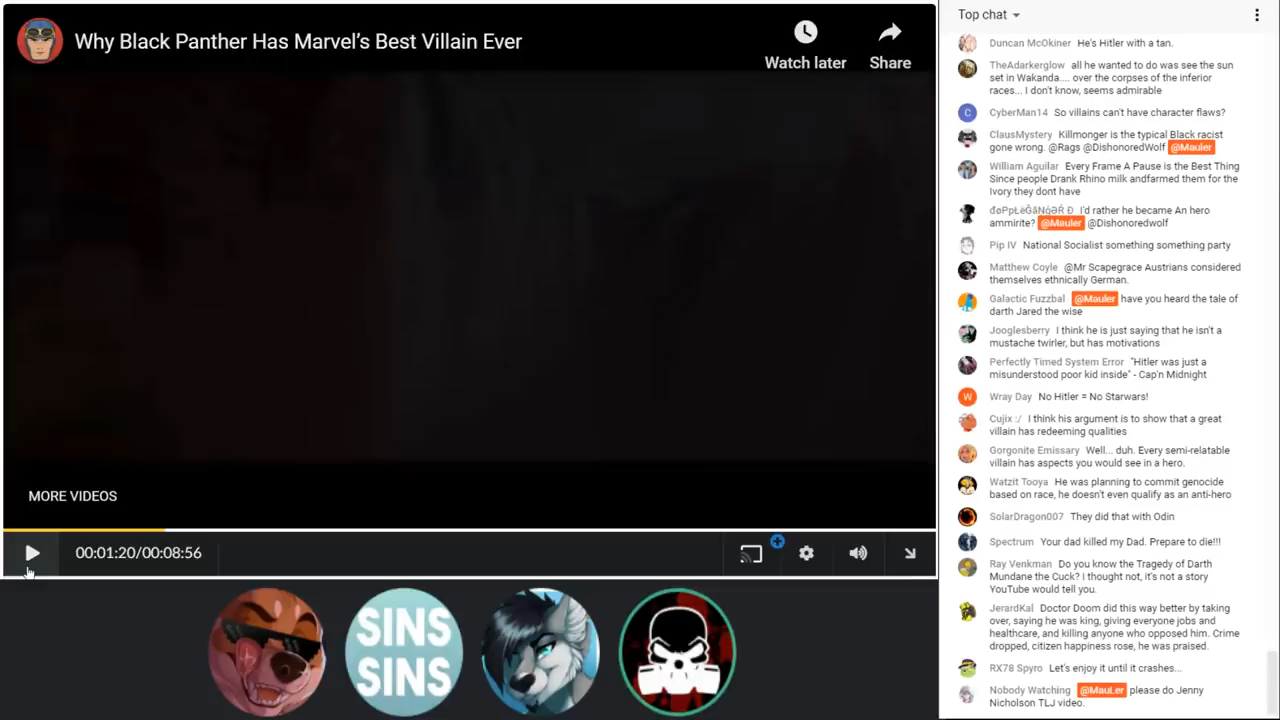 Why Black Panther Has Marvel's Best Villain Ever
Watch later
Share
MORE VIDEOS
00:01:20/00:08:56
SINS
SINS
Top chat
Duncan McOkiner He's Hitler with a tan.
TheAdarkerglow all he wanted to do was see the sun
set in Wakanda.... over the corpses of the inferior
races... I don't know, seems admirable
C
CyberMan14 So villains can't have character flaws?
ClausMystery Killmonger is the typical Black racist
gone wrong. @Rags @DishonoredWolf @Mauler
William Aguilar Every Frame A Pause is the Best Thing
Since people Drank Rhino milk andfarmed them for the
Ivory they dont have
I'd rather he became An hero
ammirite? @Mauler @Dishonoredwolf
Pip IV National Socialist something something party
Matthew Coyle @Mr Scapegrace Austrians considered
themselves ethnically German.
Galactic Fuzzbal @Mauler have you heard the tale of
darth Jared the wise
Jooglesberry I think he is just saying that he isn't a
mustache twirler, but has motivations
Perfectly Timed System Error "Hitler was just a
misunderstood poor kid inside" - Cap'n Midnight
W
Wray Day No Hitler = No Starwars!
Cujix :/ I think his argument is to show that a great
villain has redeeming qualities
Gorgonite Emissary Well... duh. Every semi-relatable
villain has aspects you would see in a hero.
Watzit Tooya He was planning to commit genocide
based on race, he doesn't even qualify as an anti-hero
SolarDragon007 They did that with Odin
Spectrum Your dad killed my Dad. Prepare to die!!!
Ray Venkman Do you know the Tragedy of Darth
Mundane the Cuck? I thought not, it's not a story
YouTube would tell you.
JerardKal Doctor Doom did this way better by taking
over, saying he was king, giving everyone jobs and
healthcare, and killing anyone who opposed him. Crime
dropped, citizen happiness rose, he was praised.
RX78 Spyro Let's enjoy it until it crashes...
Nobody Watching @MauLer please do Jenny
Nicholson TLJ video.